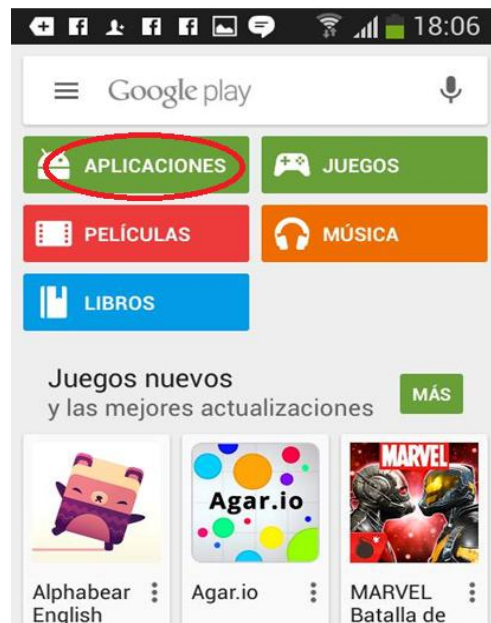 18:06
Google play
APLICACIONES
JUEGOS
PELÍCULAS
MÚSICA
LIBROS
Juegos nuevos
y las mejores actualizaciones
MÁS
Agar.io
MARVEL
Alphabear
English
Agar.io
MARVEL
Batalla de